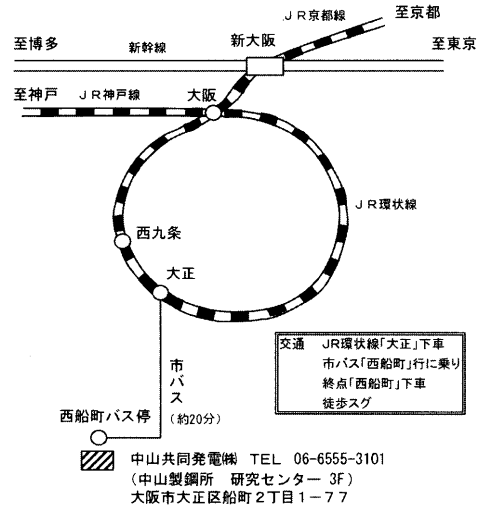 JR京都線
至京都
至博多
新幹線
新大阪
至東京
至神戸
JR神戸線
大阪
JR環状線
西九条
大正
交通 JR環状線「大正」下車
市バス「西船町」行に乗り
終点「西船町」下車
徒歩スグ
市バス
(約20分)
西船町バス停
中山共同発電㈱ TEL 06-6555-3101
(中山製鋼所 研究センター 3F)
大阪市大正区船町2丁目1-77